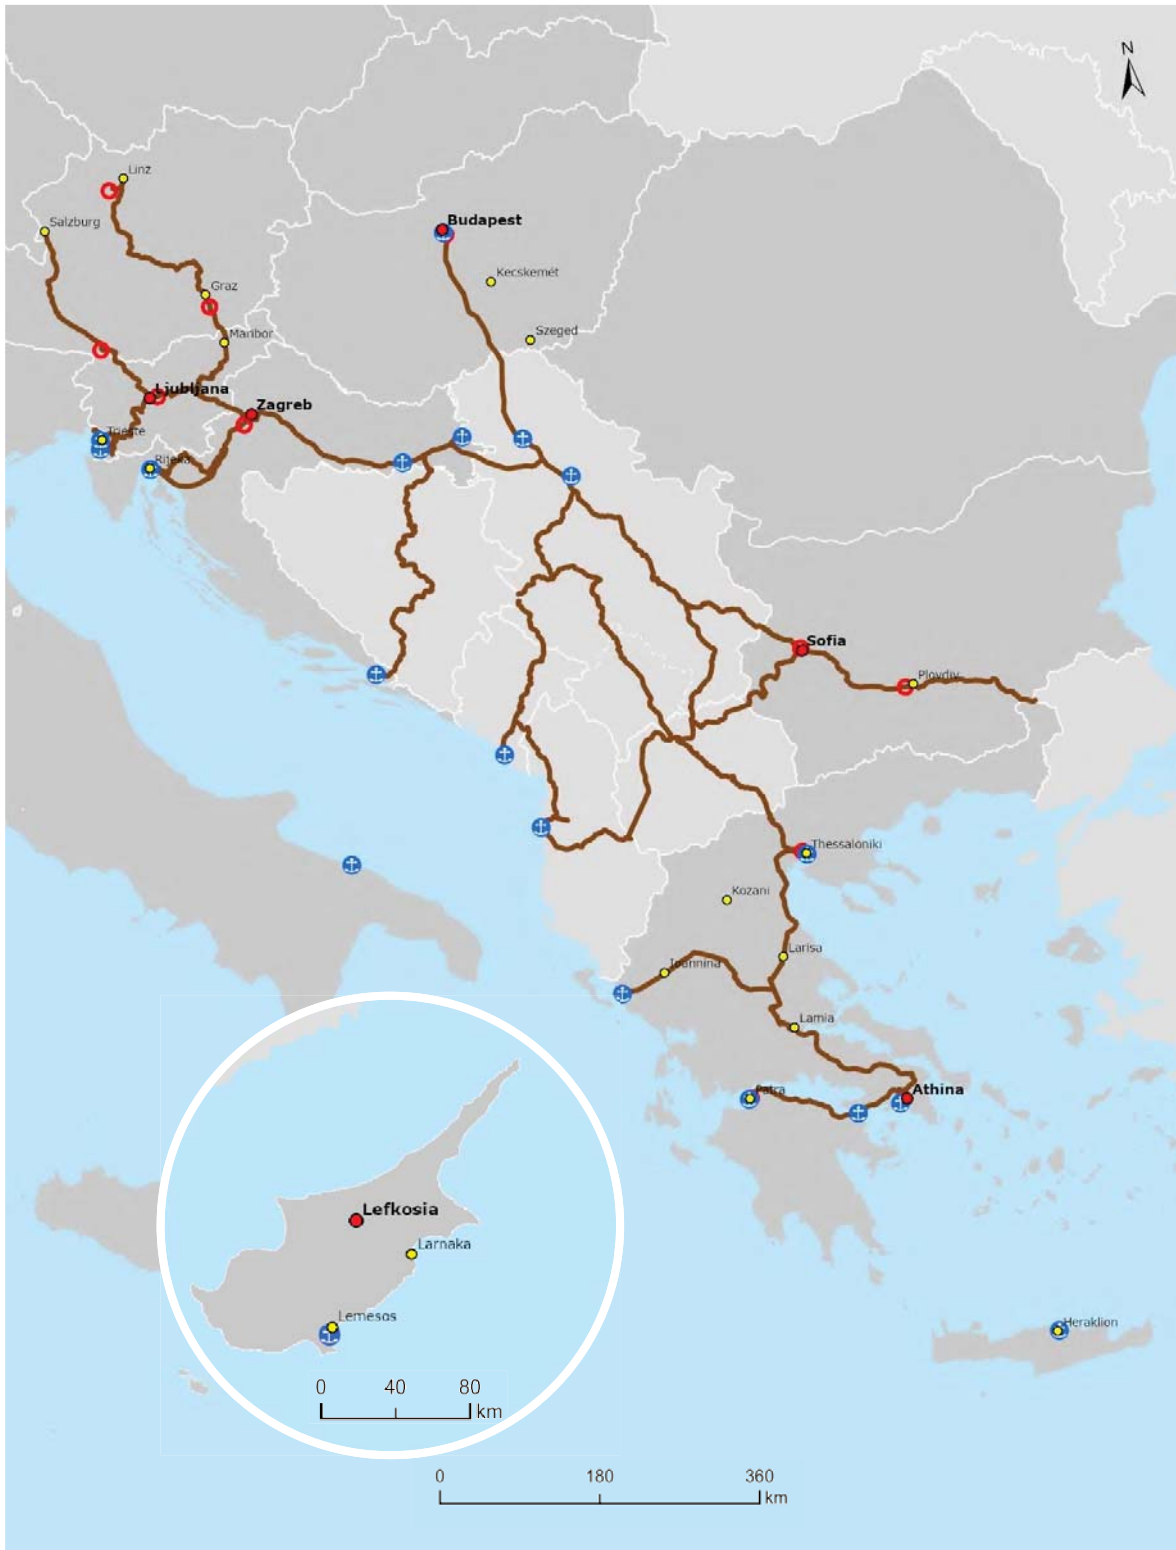 N
Linz
Salzburg
Budapest
Kecskemét
Graz
Szeged
Maribor
Ljubljana
Zagreb
Trieste
Rijeka
Sofia
Plovdiv
Thessaloniki
Kozani
Larisa
Ioannina
Lamia
Patra
Athina
Lefkosia
Larnaka
Lemesos
Heraklion
0 40 80
km
0 180 360
km